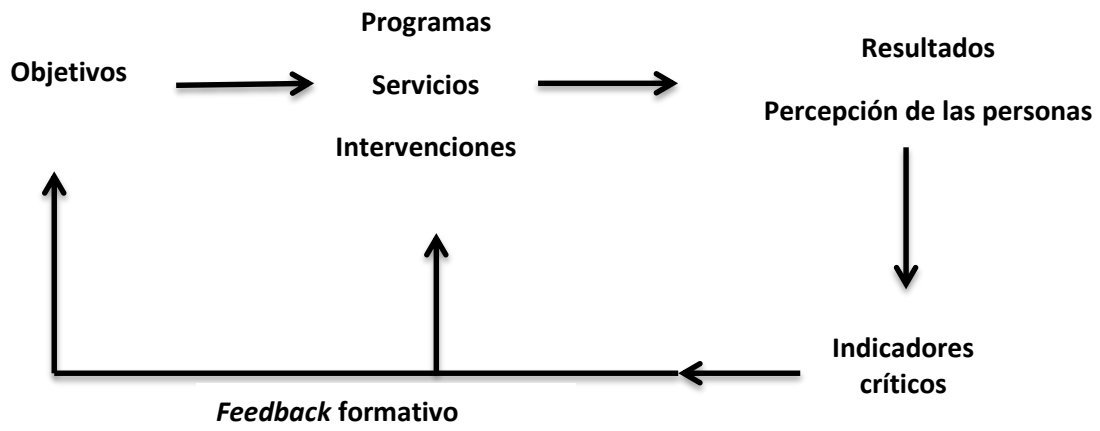 Objetivos
Programas
Servicios
Intervenciones
Resultados
Percepción de las personas
Indicadores
críticos
Feedback formativo